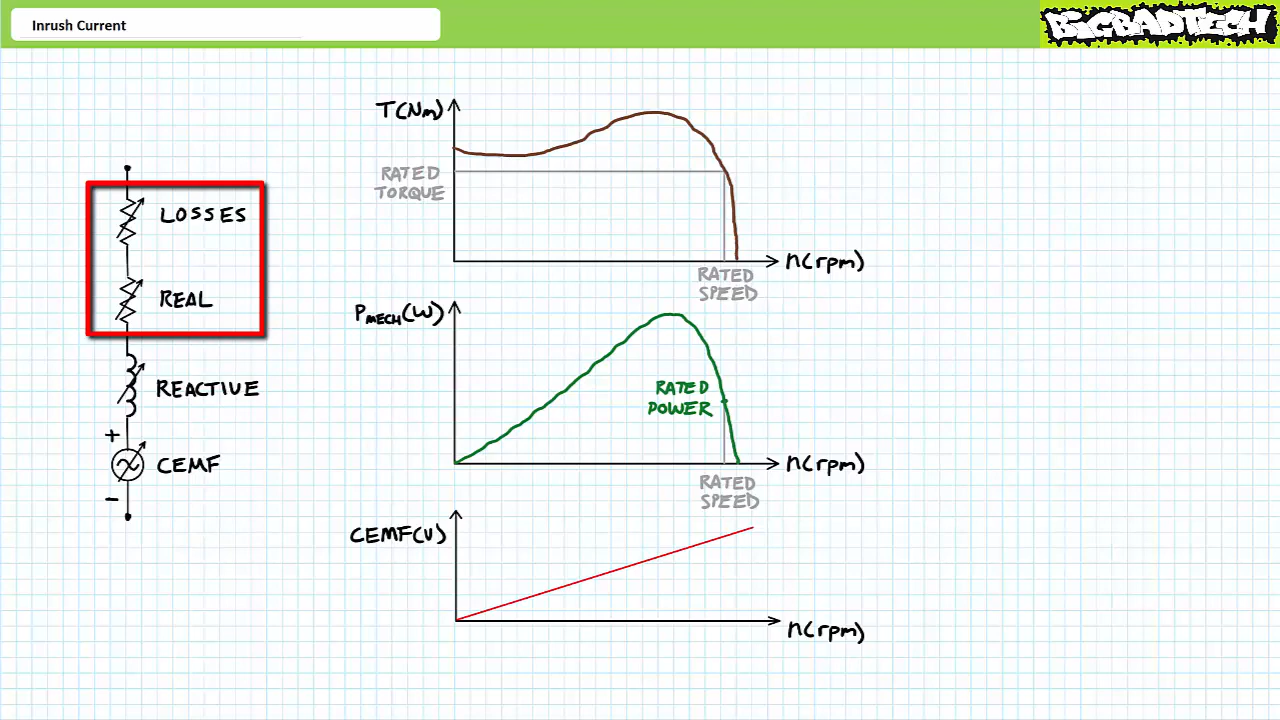 Inrush Current
BIGBADTECH
LOSSES
REAL
REACTIVE
+
CEMF
-
T(Nm)
RATED
TORQUE
n(rpm)
RATED
SPEED
PMECH(W)
RATED
POWER
n(rpm)
RATED
SPEED
CEMF(V)
n(rpm)